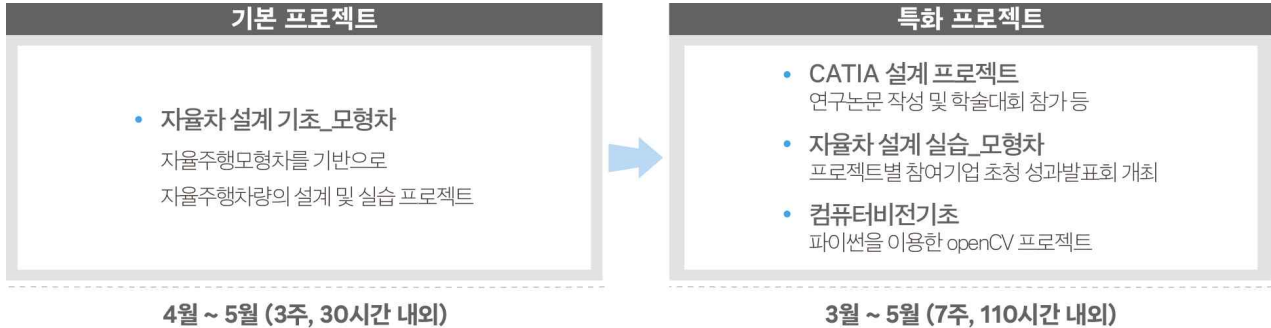 기본 프로젝트
• 자율차 설계 기초_모형차
자율주행모형차를 기반으로
자율주행차량의 설계 및 실습 프로젝트
4월 ~ 5월 (3주, 30시간 내외)
특화 프로젝트
• CATIA 설계 프로젝트
연구논문 작성 및 학술대회 참가 등
• 자율차 설계 실습_모형차
프로젝트별 참여기업 초청 성과발표회 개최
• 컴퓨터비전기초
파이썬을 이용한 openCV 프로젝트
3월 ~ 5월 (7주, 110시간 내외)